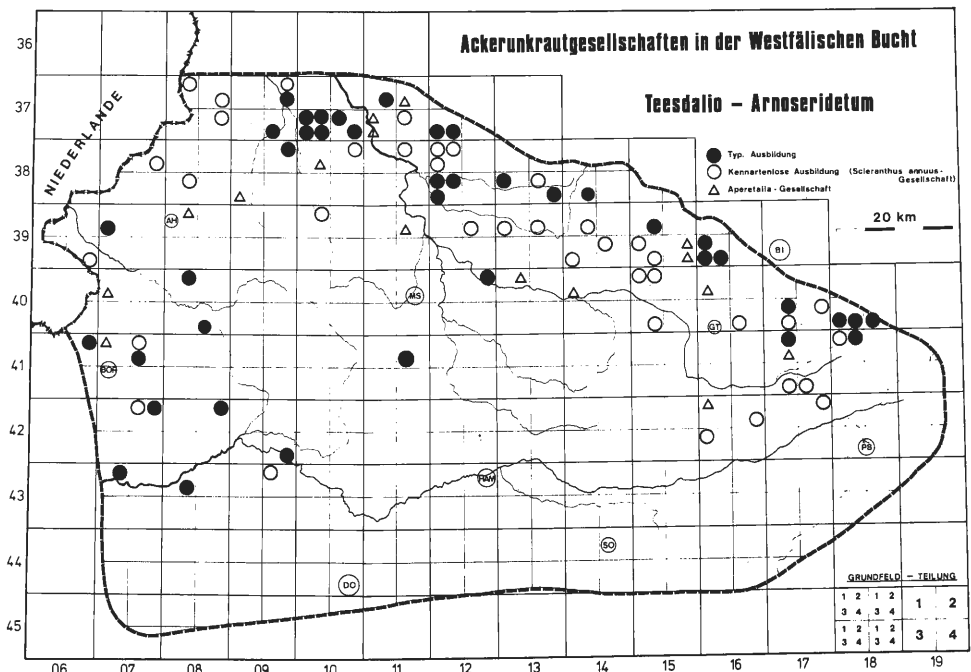 Ackerunkrautgesellschaften in der Westfälischen Bucht
Teesdalio – Arnoseridetum
Typ. Ausbildung
Kennartenlose Ausbildung (Scleranthus annuus-
Gesellschaft)
Aperetalia - Gesellschaft
20 km
NIEDERLANDE
36
37
38
39
40
41
42
43
44
45
AH
BI
MS
GT
BOR
PB
HAM
SO
DO
GRUNDFELD – TEILUNG
1 2 1 2
3 4 3 4
1 2 1 2
3 4 3 4
1 2
3 4
06 07 08 09 10 11 12 13 14 15 16 17 18 19